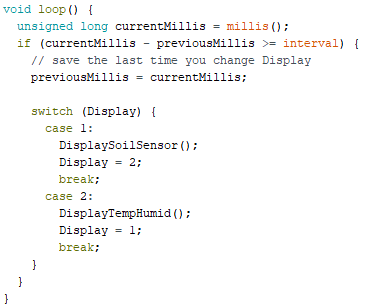 void loop() {
  unsigned long currentMillis = millis();
  if (currentMillis - previousMillis >= interval) {
    // save the last time you change Display
    previousMillis = currentMillis;

    switch (Display) {
      case 1:
        DisplaySoilSensor();
        Display = 2;
        break;
      case 2:
        DisplayTempHumid();
        Display = 1;
        break;
    }
  }
}